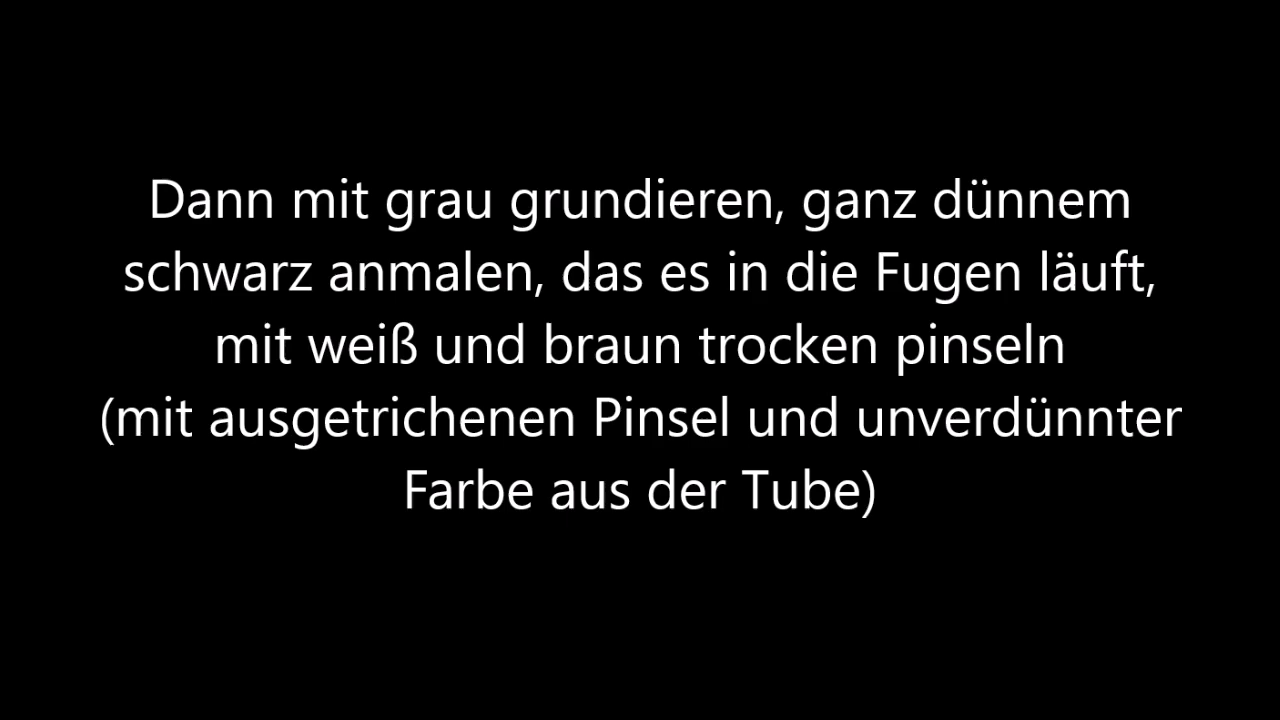 Dann mit grau grundieren, ganz dünnem
schwarz anmalen, das es in die Fugen läuft,
mit weiß und braun trocken pinseln
(mit ausgetrichenen Pinsel und unverdünnter
Farbe aus der Tube)